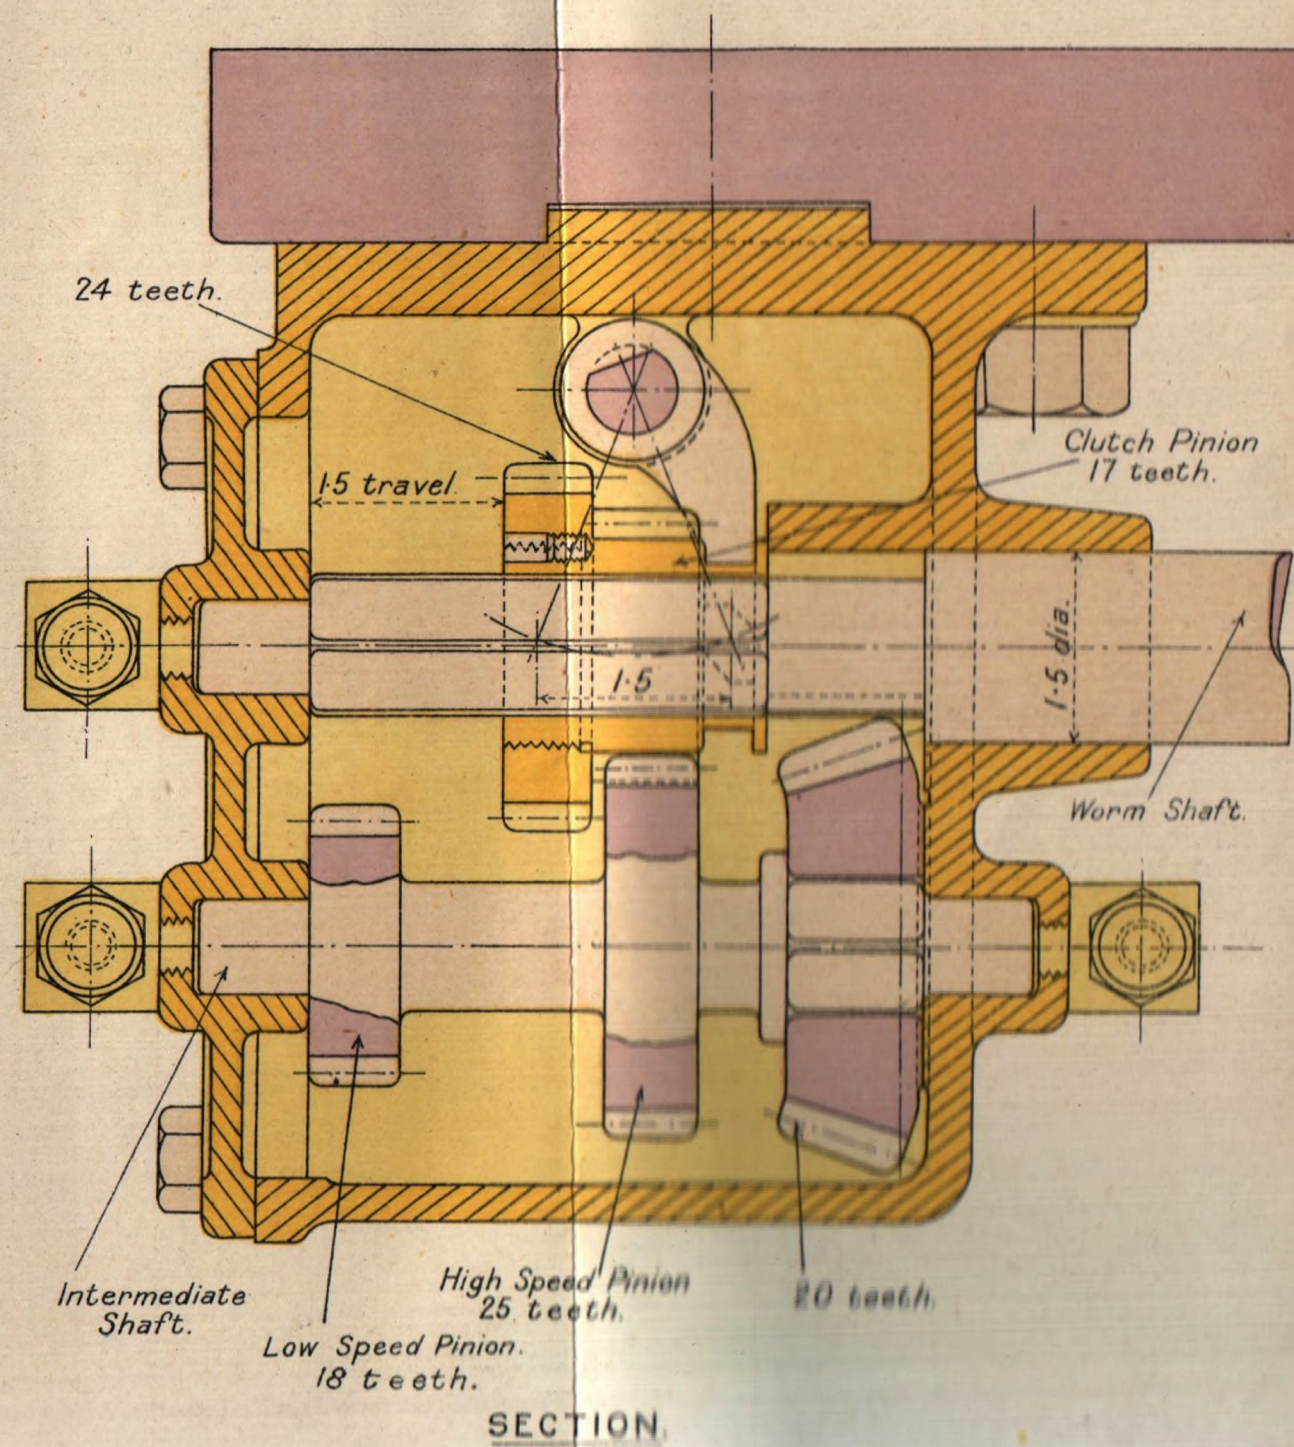 24 teeth.
1·5 travel.
Clutch Pinion
17 teeth.
1·5
1·5 dia.
Worm Shaft.
Intermediate
Shaft.
High Speed Pinion
25 teeth.
20 teeth.
Low Speed Pinion.
18 teeth.
SECTION.